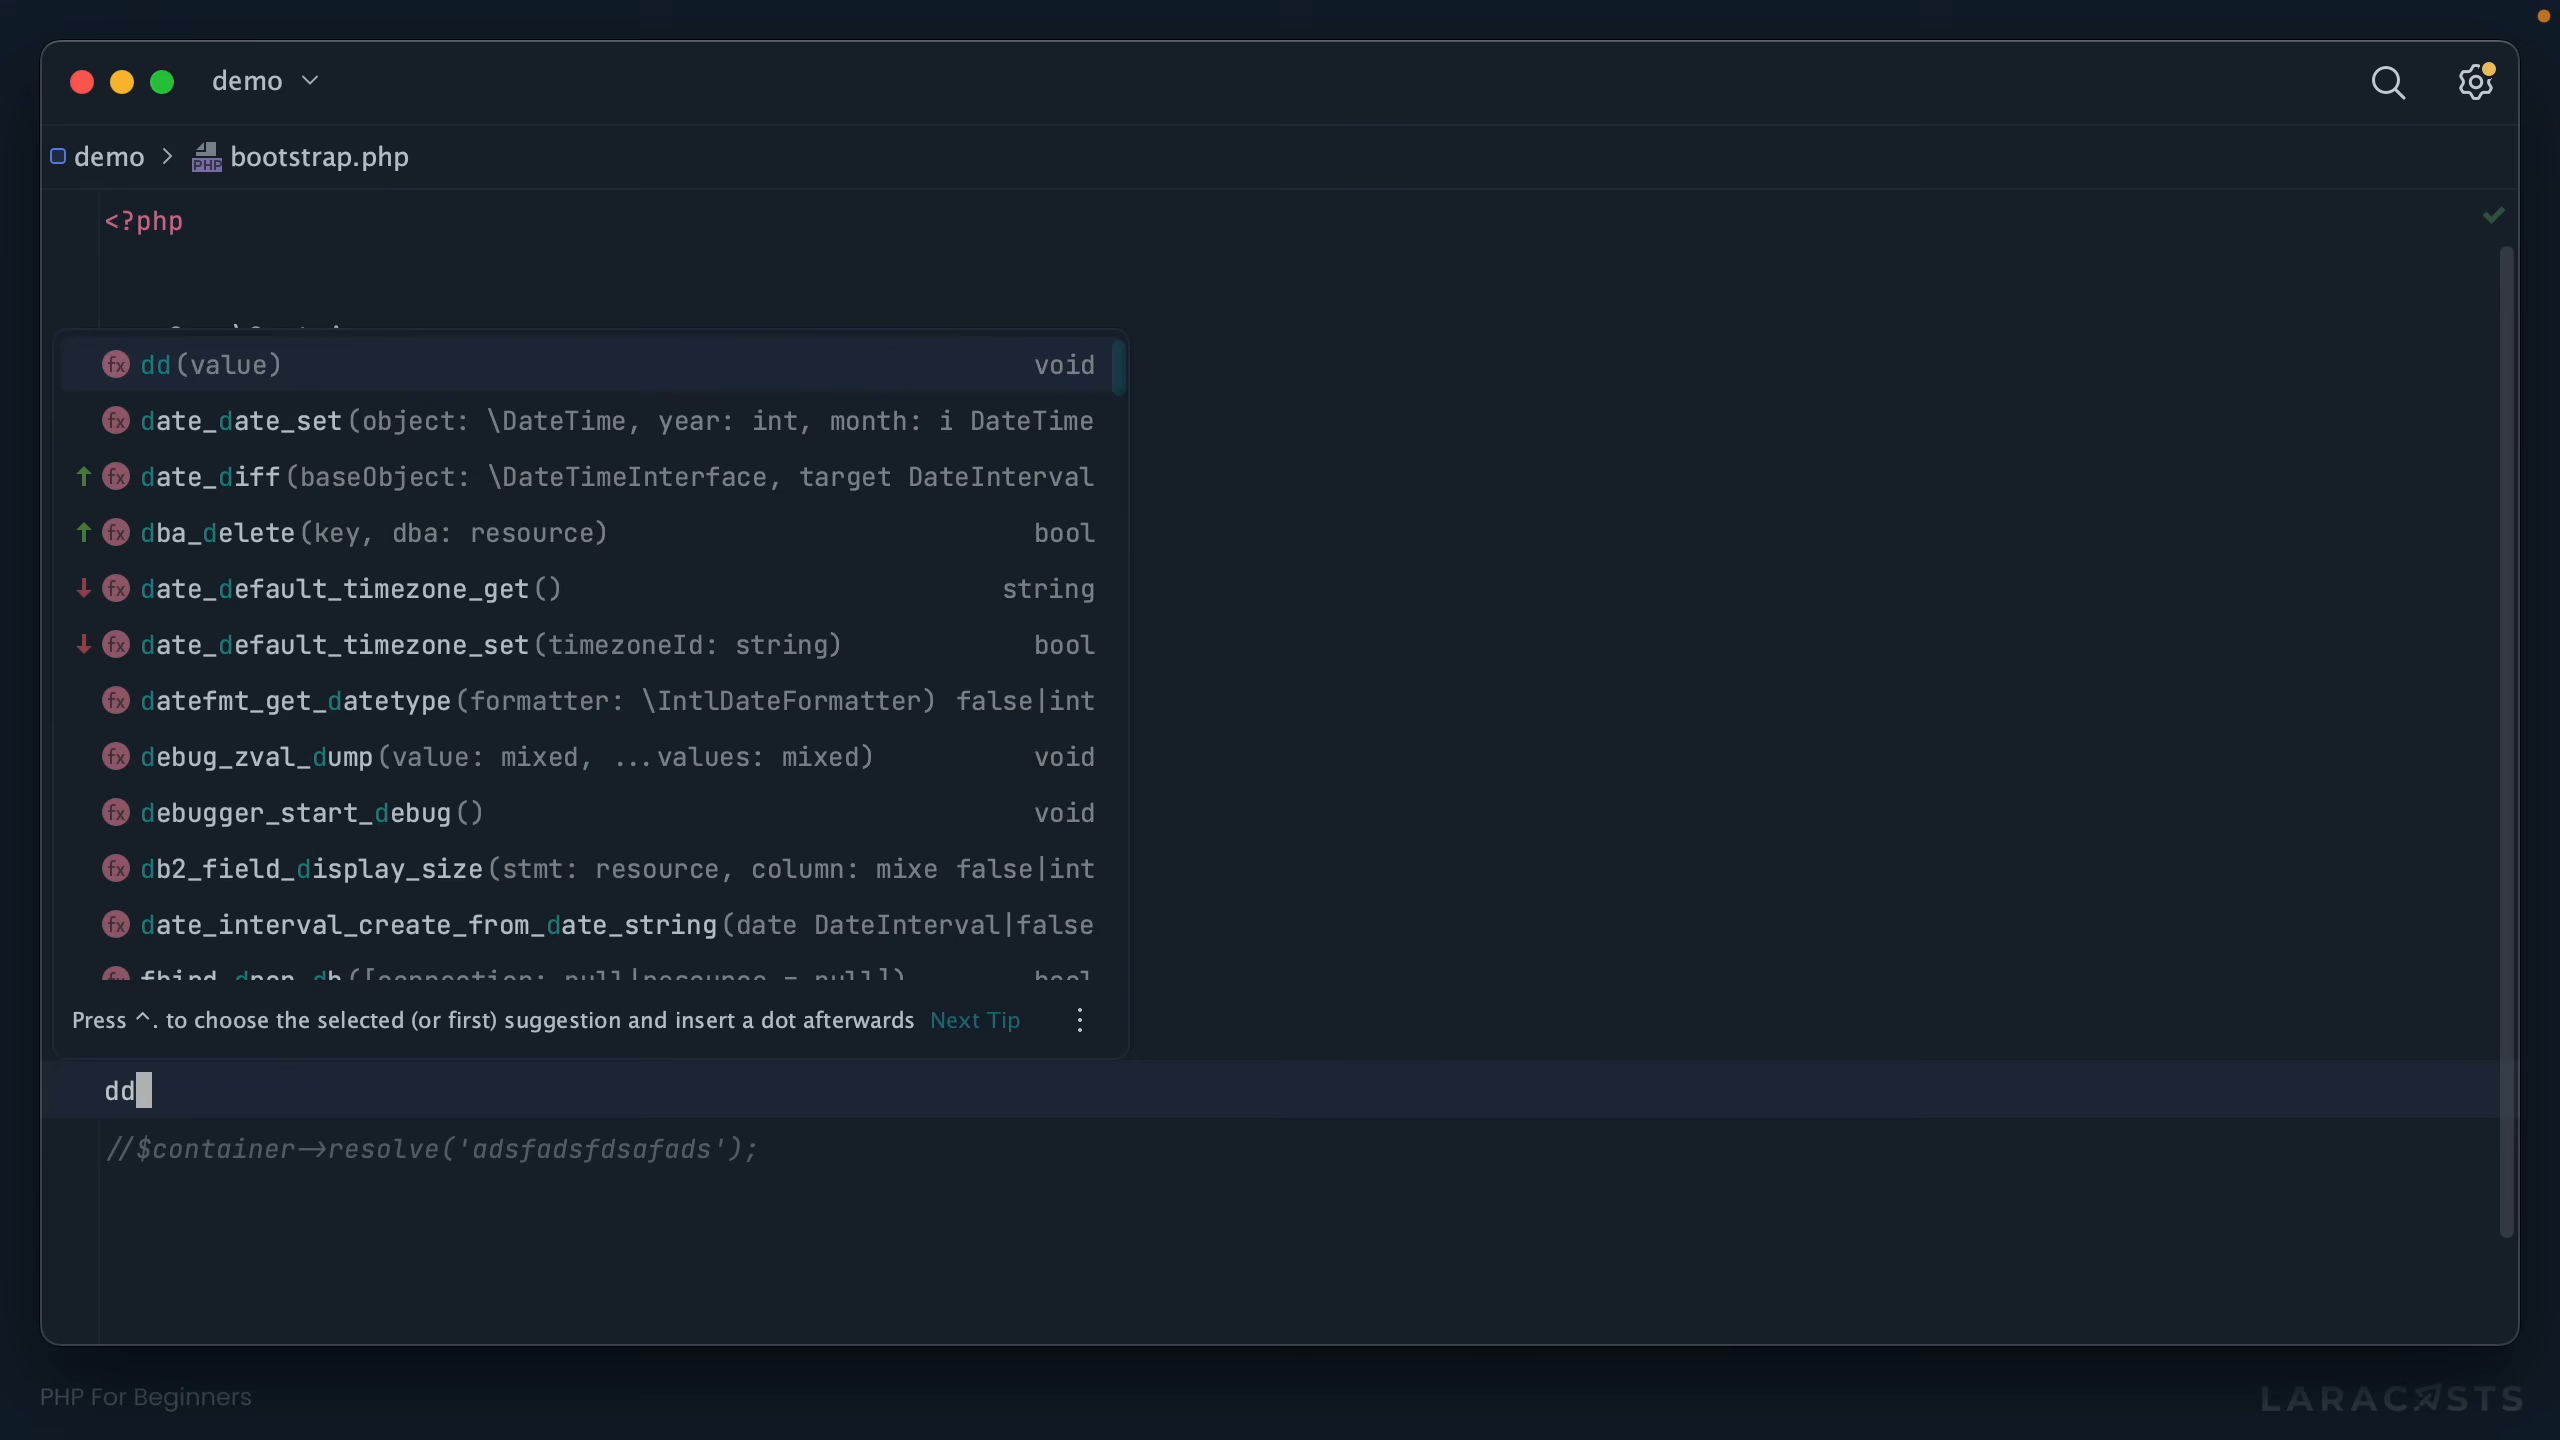 demo
demo > bootstrap.php
<?php
dd(value) void
date_date_set(object: \DateTime, year: int, month: i DateTime
date_diff(baseObject: \DateTimeInterface, target DateInterval
dba_delete(key, dba: resource) bool
date_default_timezone_get() string
date_default_timezone_set(timezoneId: string) bool
datefmt_get_datetype(formatter: \IntlDateFormatter) false|int
debug_zval_dump(value: mixed, ...values: mixed) void
debugger_start_debug() void
db2_field_display_size(stmt: resource, column: mixe false|int
date_interval_create_from_date_string(date DateInterval|false
Press ^. to choose the selected (or first) suggestion and insert a dot afterwards Next Tip
dd
//$container->resolve('adsfadsfdsafads');
PHP For Beginners
LARACASTS